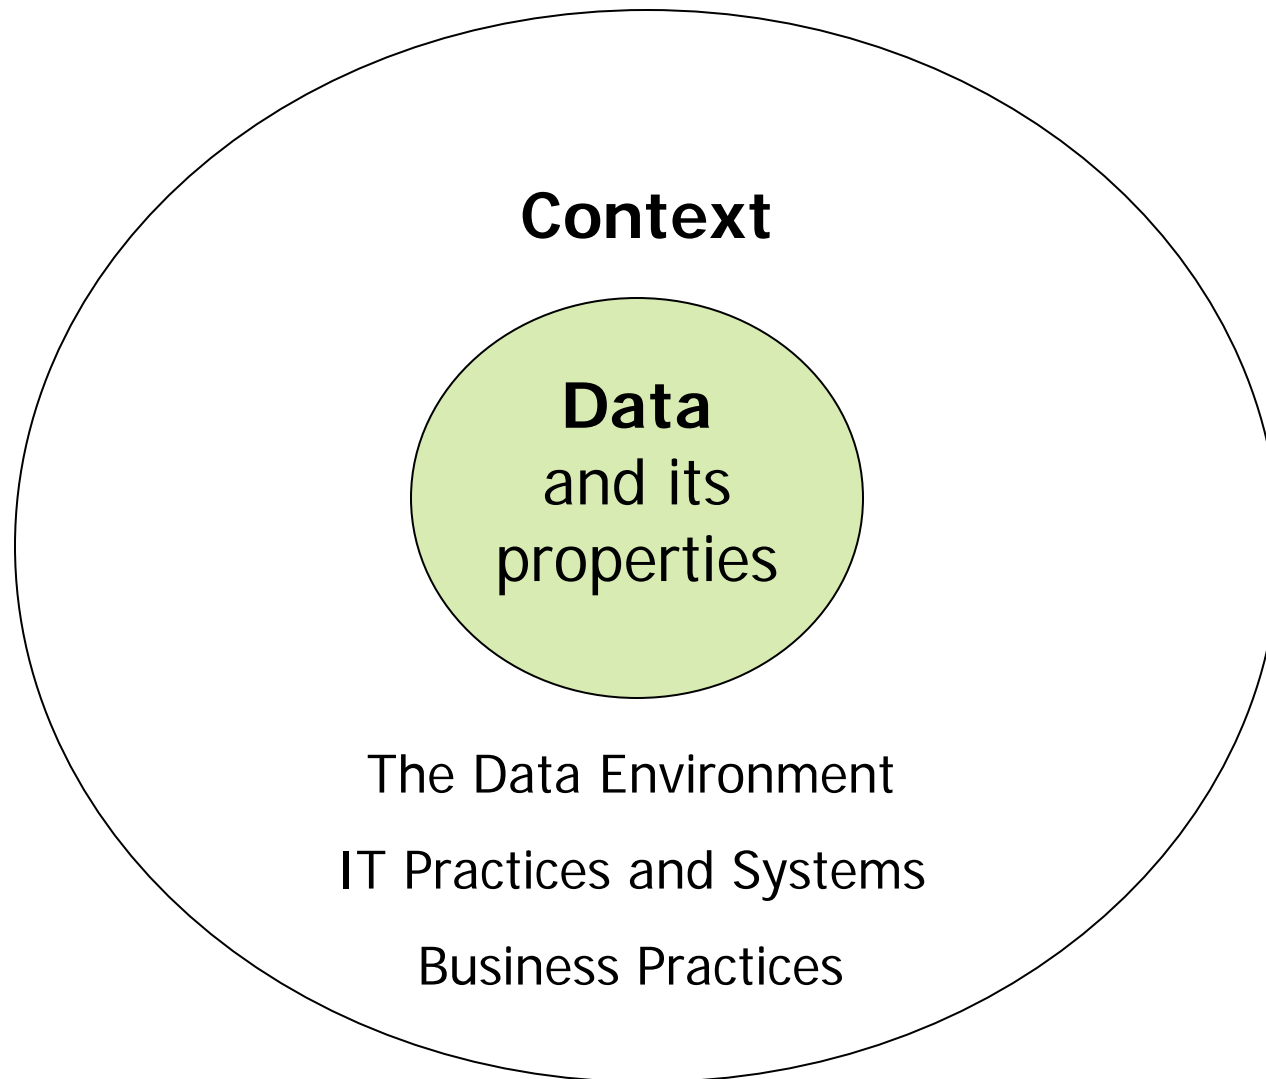 Context
Data
and its
properties
The Data Environment
IT Practices and Systems
Business Practices